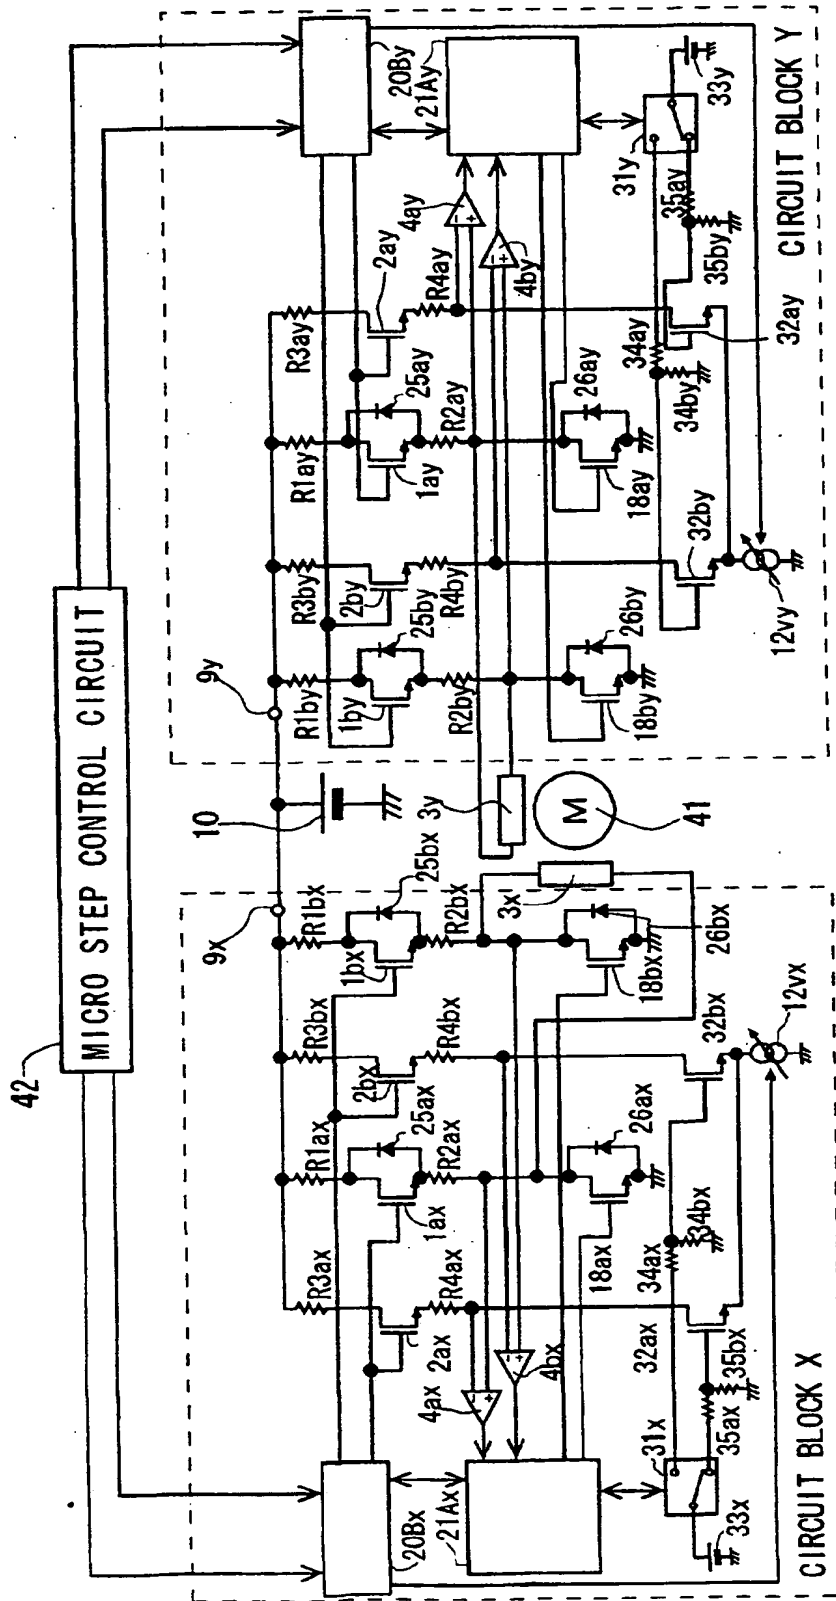 42
MICRO STEP CONTROL CIRCUIT
9x
10
9y
R3ax
R1ax
R3bx
R1bx
R1by
R3by
R1ay
R3ay
20Bx
20By
2ax
1ax
25ax
2bx
1bx
25bx
1by
25by
2by
1ay
25ay
2ay
R4ax
R2ax
R4bx
R2bx
R2by
R4by
R2ay
R4ay
21Ax
21Ay
4ax
4bx
4ay
4by
3x
3y
M
41
18ax
26ax
18bx
26bx
18by
26by
18ay
26ay
31x
31y
33x
33y
35ax
35bx
34ax
34bx
34ay
34by
35ay
35by
32ax
32bx
32by
32ay
12vx
12vy
CIRCUIT BLOCK X
CIRCUIT BLOCK Y